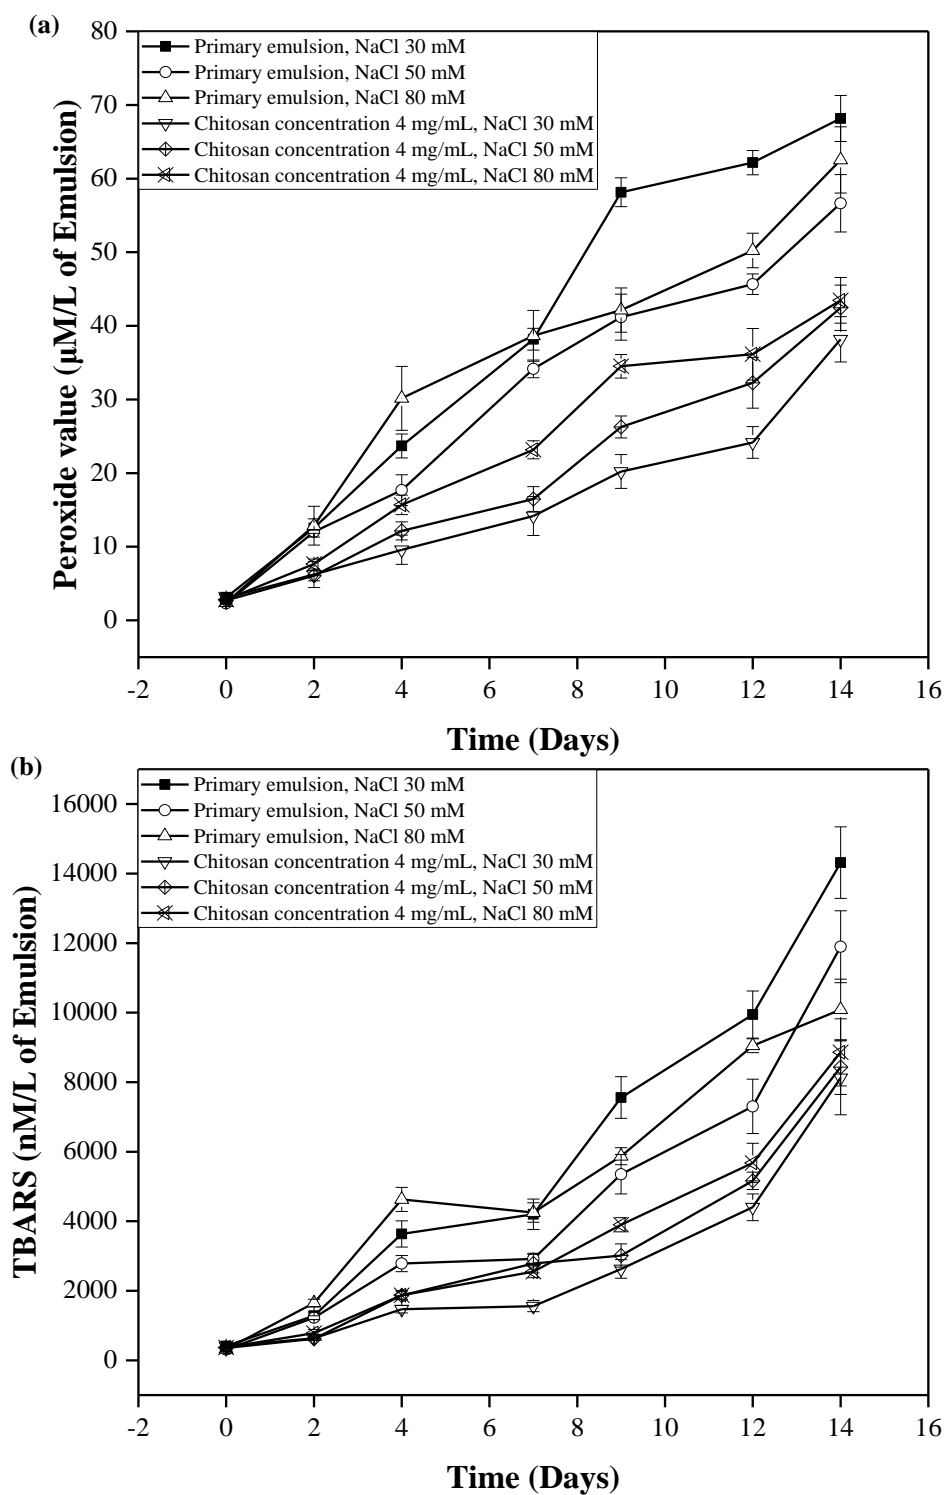 (a)
80
70
60
50
40
30
20
10
0
Peroxide value (μM/L of Emulsion)
Primary emulsion, NaCl 30 mM
Primary emulsion, NaCl 50 mM
Primary emulsion, NaCl 80 mM
Chitosan concentration 4 mg/mL, NaCl 30 mM
Chitosan concentration 4 mg/mL, NaCl 50 mM
Chitosan concentration 4 mg/mL, NaCl 80 mM
-2 0 2 4 6 8 10 12 14 16
Time (Days)
(b)
16000
14000
12000
10000
8000
6000
4000
2000
0
TBARS (nM/L of Emulsion)
Primary emulsion, NaCl 30 mM
Primary emulsion, NaCl 50 mM
Primary emulsion, NaCl 80 mM
Chitosan concentration 4 mg/mL, NaCl 30 mM
Chitosan concentration 4 mg/mL, NaCl 50 mM
Chitosan concentration 4 mg/mL, NaCl 80 mM
-2 0 2 4 6 8 10 12 14 16
Time (Days)